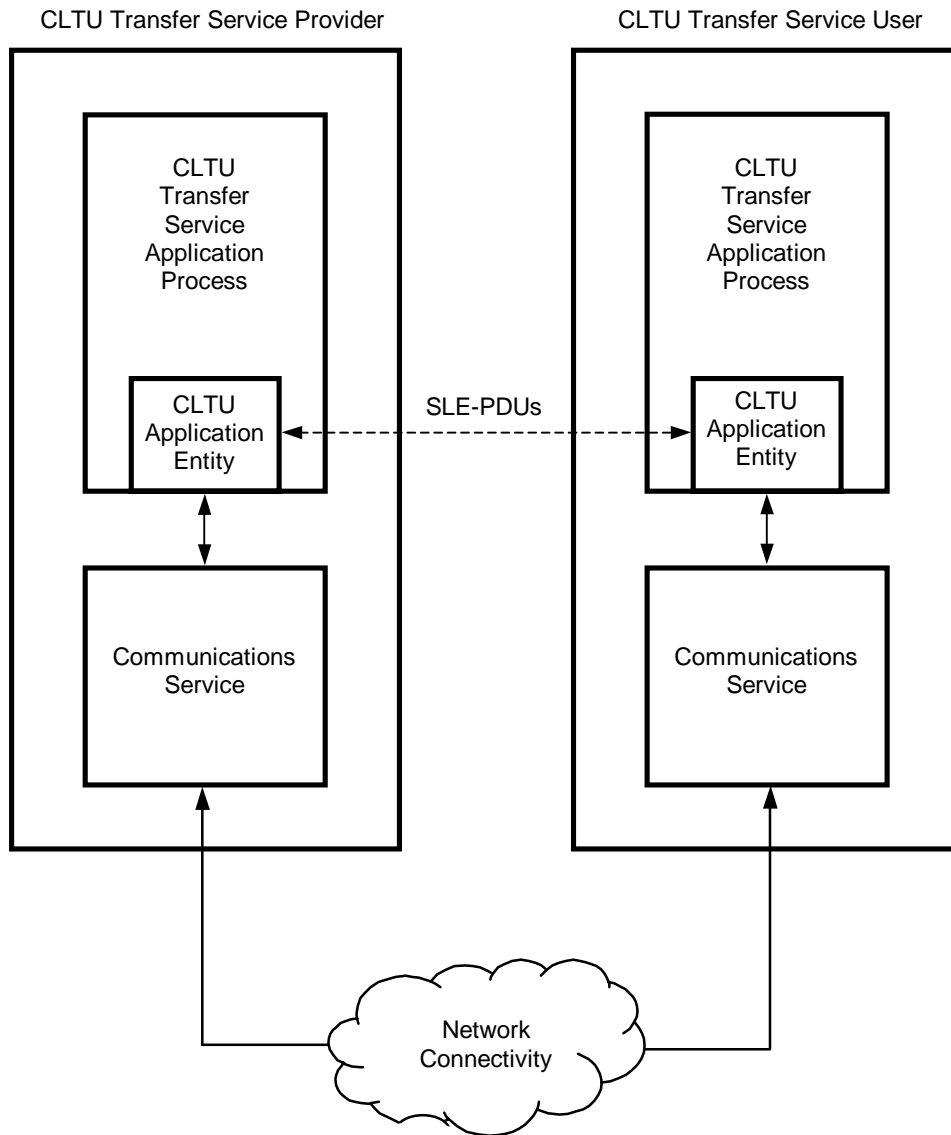 CLTU Transfer Service Provider
CLTU Transfer Service User
CLTU
Transfer
Service
Application
Process
CLTU
Transfer
Service
Application
Process
CLTU
Application
Entity
SLE-PDUs
CLTU
Application
Entity
Communications
Service
Communications
Service
Network
Connectivity